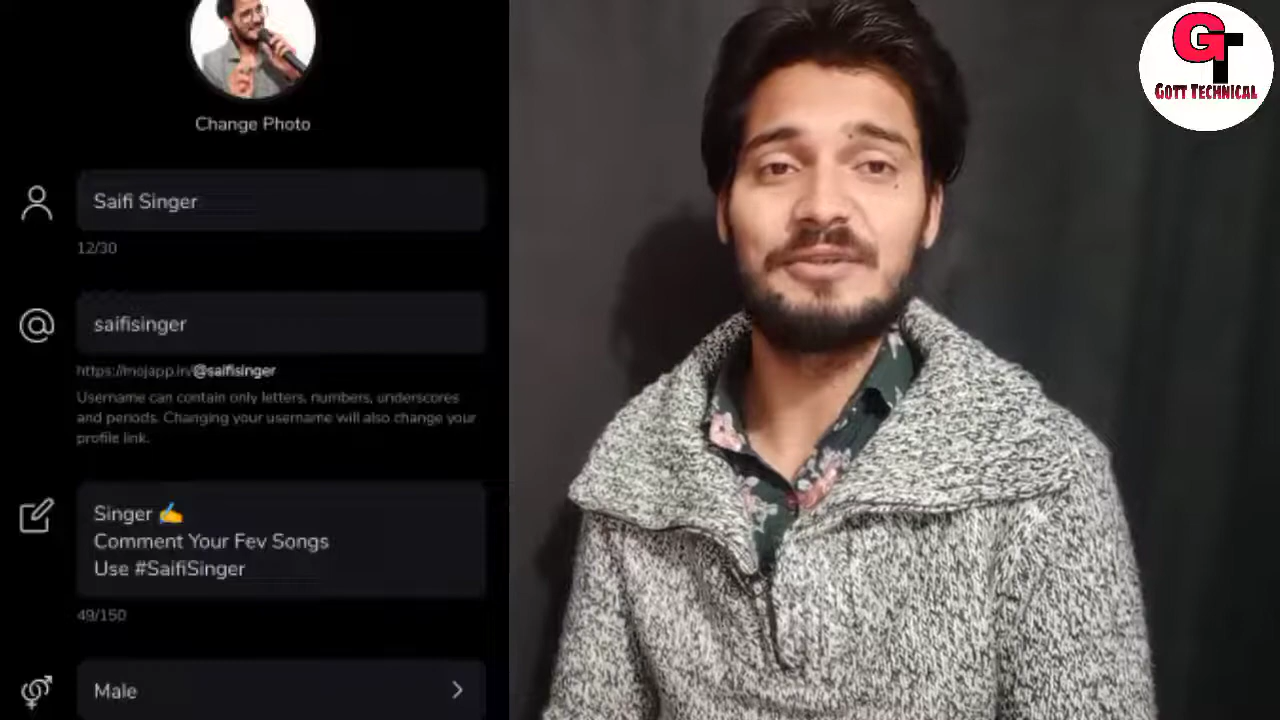 Change Photo
Saifi Singer
12/30
saifisinger
https://mojapp.in/@saifisinger
Username can contain only letters, numbers, underscores
and periods. Changing your username will also change your
profile link.
Singer ✍
Comment Your Fev Songs
Use #SaifiSinger
49/150
Male
GT
GOTT TECHNICAL